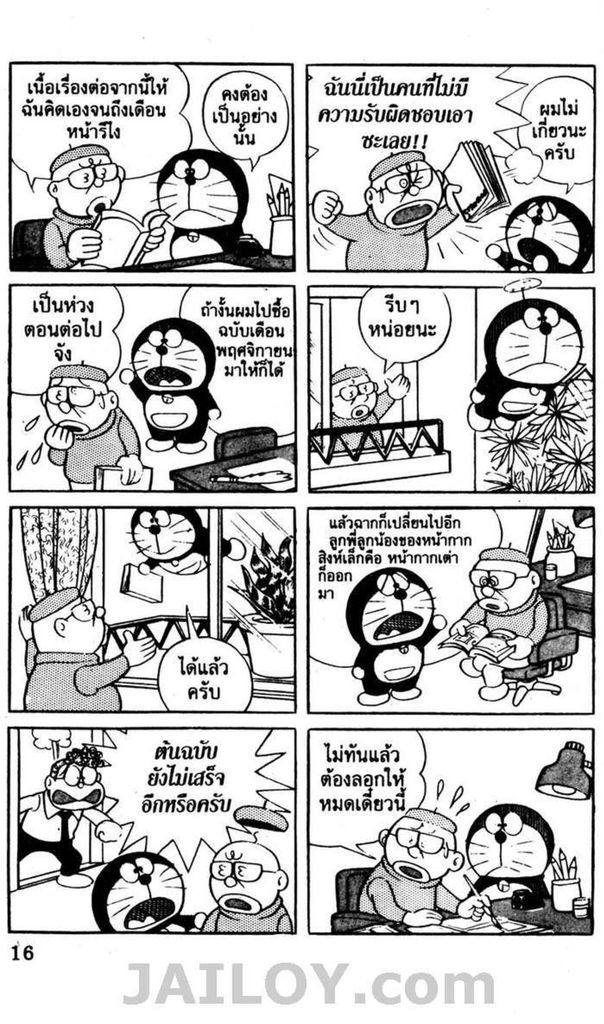 เนื้อเรื่องต่อจากนี้ให้
ฉันคิดเองจนถึงเดือน
หน้ารึไง
คงต้อง
เป็นอย่าง
นั้น
ฉันนี่เป็นคนที่ไม่มี
ความรับผิดชอบเอา
ซะเลย!!
ผมไม่
เกี่ยวนะ
ครับ
เป็นห่วง
ตอนต่อไป
จัง
ถ้างั้นผมไปซื้อ
ฉบับเดือน
พฤศจิกายน
มาให้ก็ได้
รีบๆ
หน่อยนะ
ได้แล้ว
ครับ
แล้วฉากก็เปลี่ยนไปอีก
ลูกพี่ลูกน้องของหน้ากาก
สิงห์เล็กคือ หน้ากากเต่า
ก็ออก
มา
ต้นฉบับ
ยังไม่เสร็จ
อีกหรือครับ
ไม่ทันแล้ว
ต้องลอกให้
หมดเดี๋ยวนี้
16
JAILOY.com